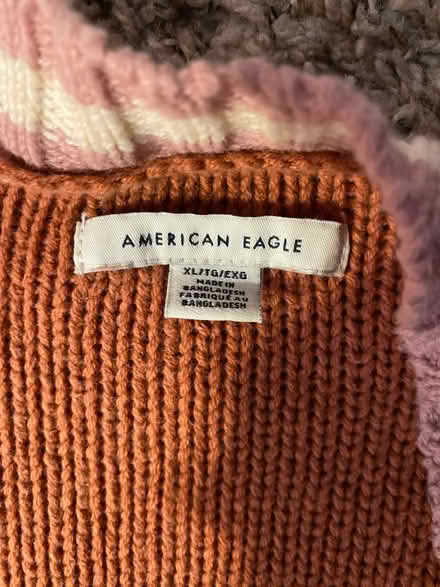 AMERICAN EAGLE
XL/TG/EXG
MADE IN
BANGLADESH
FABRIQUÉ AU
BANGLADESH